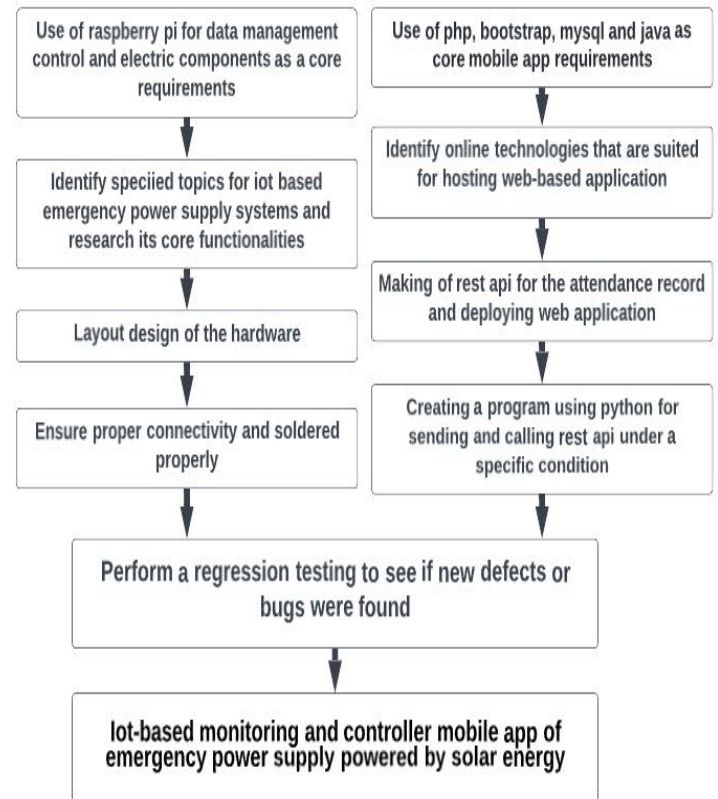 Use of raspberry pi for data management
control and electric components as a core
requirements
Identify speciied topics for iot based
emergency power supply systems and
research its core functionalities
Layout design of the hardware
Ensure proper connectivity and soldered
properly
Use of php, bootstrap, mysql and java as
core mobile app requirements
Identify online technologies that are suited
for hosting web-based application
Making of rest api for the attendance record
and deploying web application
Creating a program using python for
sending and calling rest api under a
specific condition
Perform a regression testing to see if new defects or
bugs were found
Iot-based monitoring and controller mobile app of
emergency power supply powered by solar energy